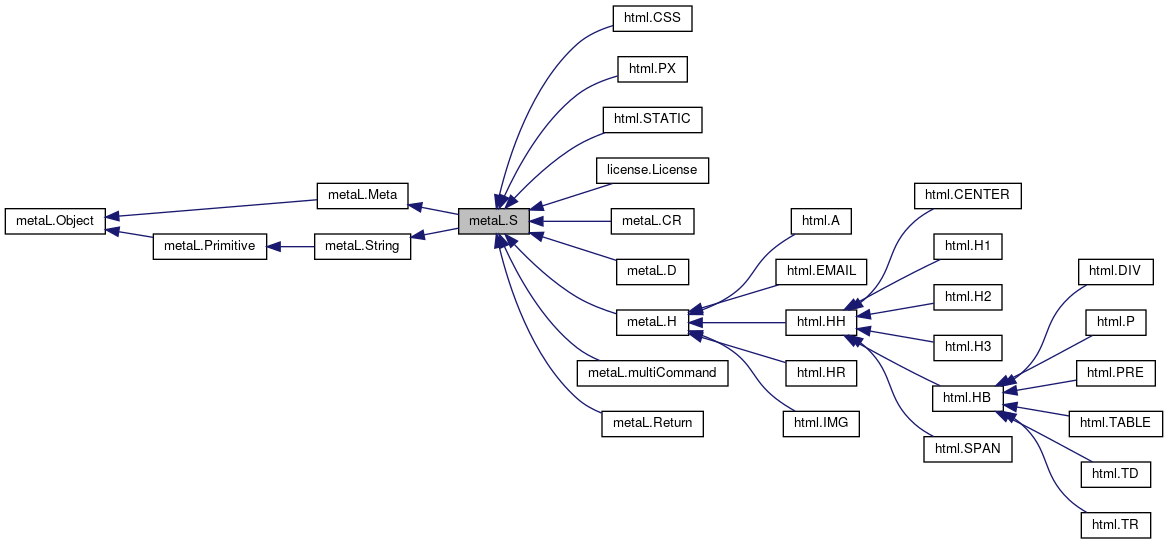 html.CSS
html.PX
html.STATIC
license.License
metaL.Object
metaL.Meta
metaL.Primitive
metaL.String
metaL.S
metaL.CR
metaL.D
metaL.H
metaL.multiCommand
metaL.Return
html.A
html.EMAIL
html.HH
html.HR
html.IMG
html.CENTER
html.H1
html.H2
html.H3
html.HB
html.SPAN
html.DIV
html.P
html.PRE
html.TABLE
html.TD
html.TR